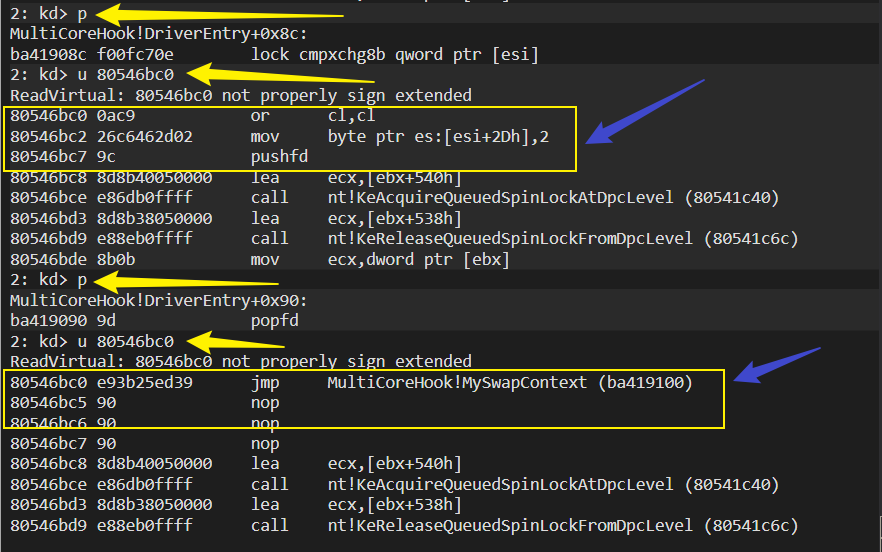 2: kd> p
MultiCoreHook!DriverEntry+0x8c:
ba41908c f00fc70e        lock cmpxchg8b qword ptr [esi]
2: kd> u 80546bc0
ReadVirtual: 80546bc0 not properly sign extended
80546bc0 0ac9            or      cl,cl
80546bc2 26c6462d02      mov     byte ptr es:[esi+2Dh],2
80546bc7 9c              pushfd
80546bc8 8d8b40050000    lea     ecx,[ebx+540h]
80546bce e86db0ffff      call    nt!KeAcquireQueuedSpinLockAtDpcLevel (80541c40)
80546bd3 8d8b38050000    lea     ecx,[ebx+538h]
80546bd9 e88eb0ffff      call    nt!KeReleaseQueuedSpinLockFromDpcLevel (80541c6c)
80546bde 8b0b            mov     ecx,dword ptr [ebx]
2: kd> p
MultiCoreHook!DriverEntry+0x90:
ba419090 9d              popfd
2: kd> u 80546bc0
ReadVirtual: 80546bc0 not properly sign extended
80546bc0 e93b25ed39      jmp     MultiCoreHook!MySwapContext (ba419100)
80546bc5 90              nop
80546bc6 90              nop
80546bc7 90              nop
80546bc8 8d8b40050000    lea     ecx,[ebx+540h]
80546bce e86db0ffff      call    nt!KeAcquireQueuedSpinLockAtDpcLevel (80541c40)
80546bd3 8d8b38050000    lea     ecx,[ebx+538h]
80546bd9 e88eb0ffff      call    nt!KeReleaseQueuedSpinLockFromDpcLevel (80541c6c)